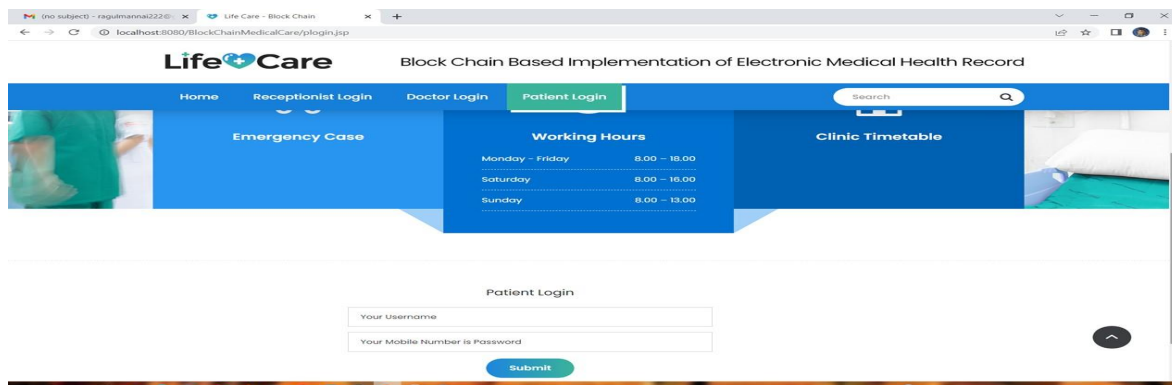 (no subject) - ragulmannai222@
Life Care - Block Chain
localhost:8080/BlockChainMedicalCare/plogin.jsp
Life Care
Block Chain Based Implementation of Electronic Medical Health Record
Home Receptionist Login Doctor Login Patient Login Search
Emergency Case
Working Hours
Monday - Friday 8.00 - 18.00
Saturday 8.00 - 16.00
Sunday 8.00 - 13.00
Clinic Timetable
Patient Login
Your Username
Your Mobile Number is Password
Submit